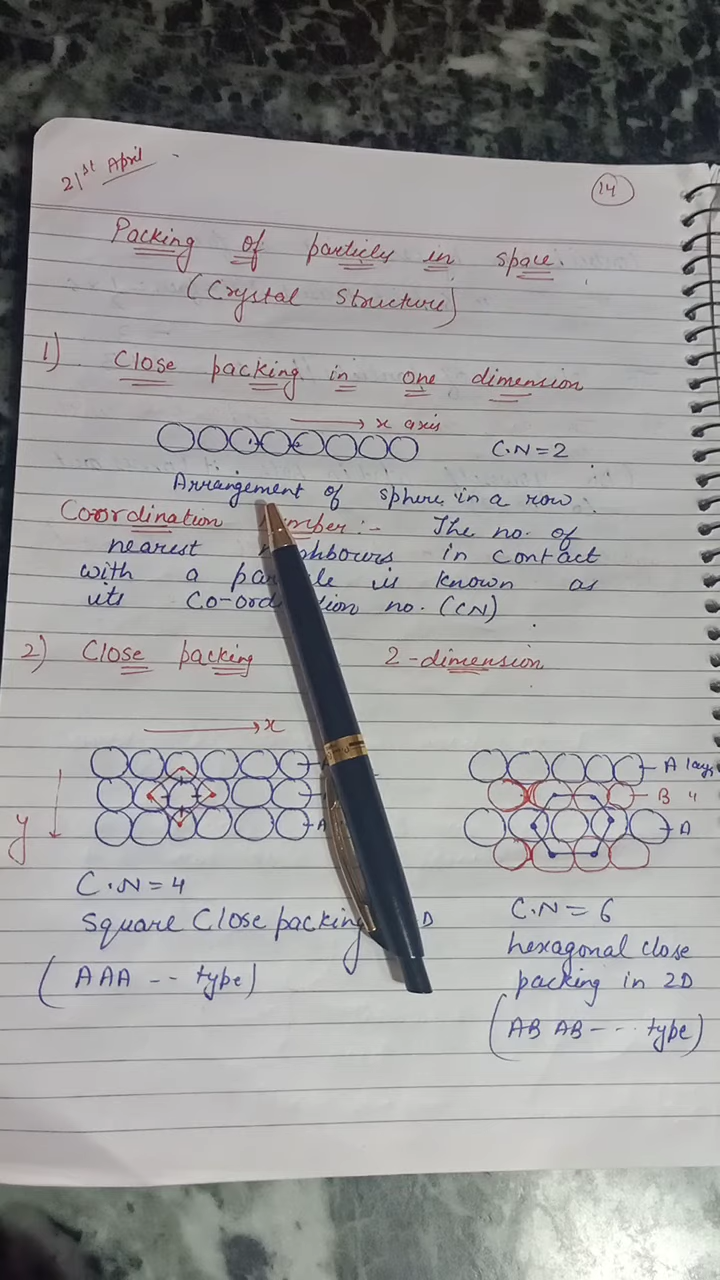 21st April
14
Packing of particles in space.
(Crystal Structure)
1) Close packing in one dimension
x axis
C.N=2
Arrangement of sphere in a row.
Coordination :- The no. of
nearest in contact
with a is known as
its no. (CN)
2) Close packing 2-dimension
x
y
A
A layer
B "
A
C.N=4
Square Close packing D
(AAA -- type)
C.N=6
hexagonal close
packing in 2D
(AB AB - -- type)